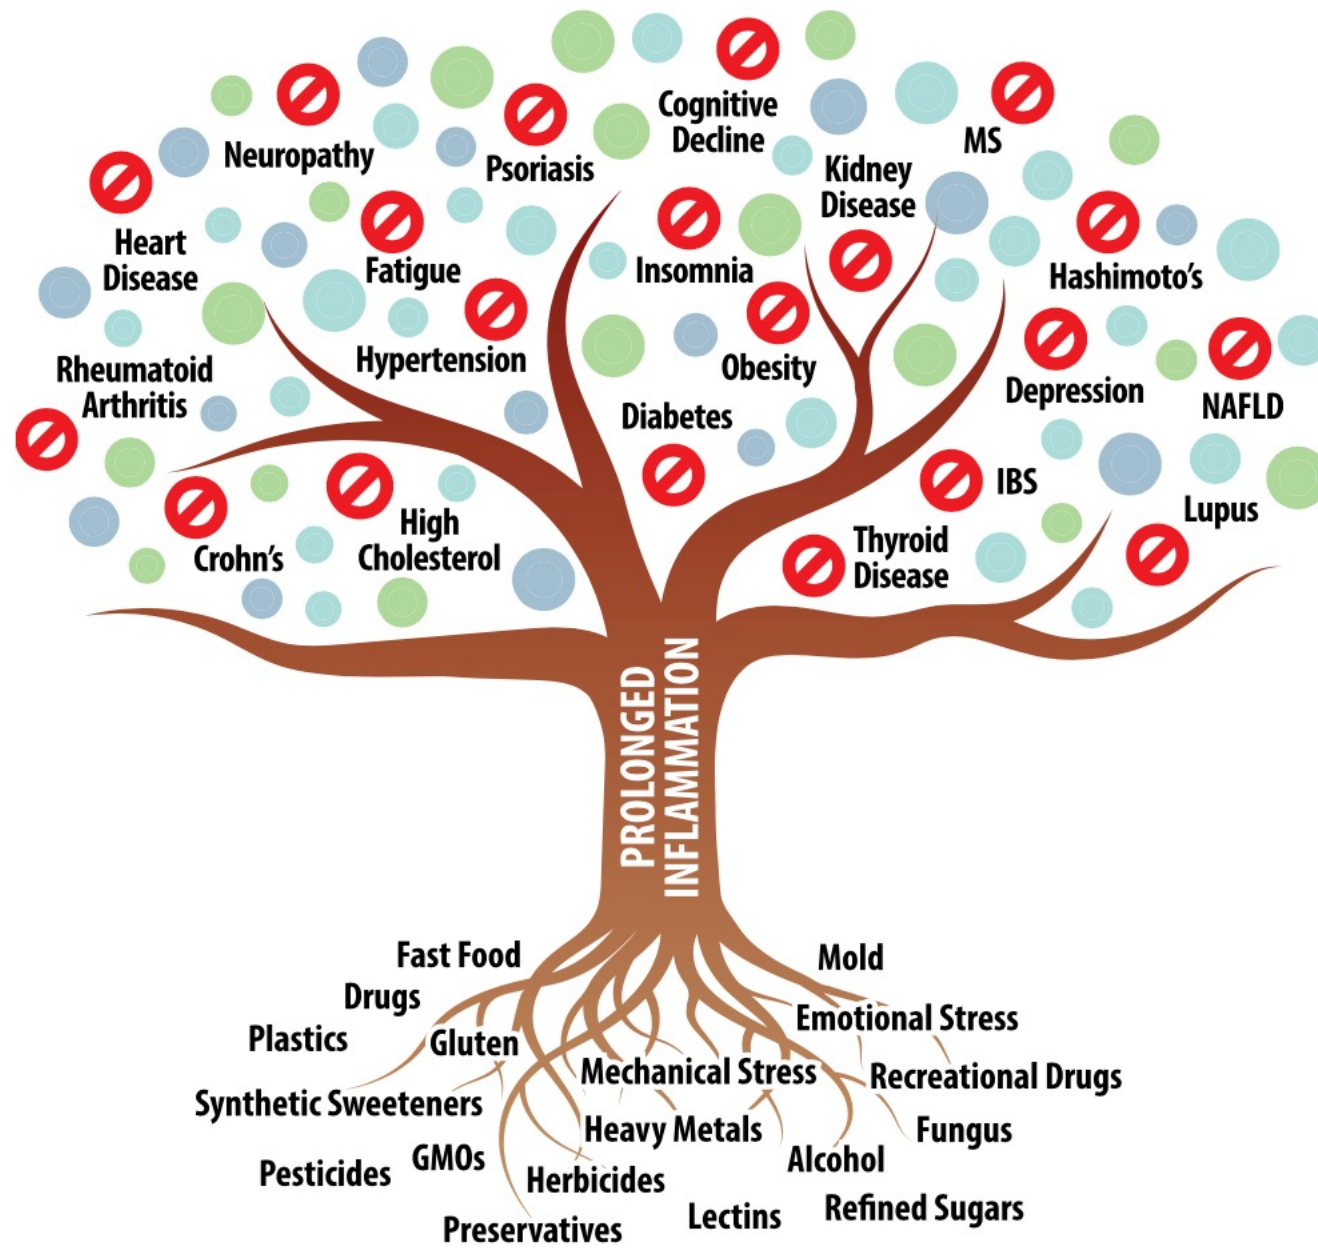 Cognitive
Decline
MS
Neuropathy
Psoriasis
Kidney
Disease
Heart
Disease
Fatigue
Insomnia
Hashimoto's
Hypertension
Obesity
Rheumatoid
Arthritis
Diabetes
Depression
NAFLD
IBS
Lupus
Crohn's
High
Cholesterol
Thyroid
Disease
PROLONGED
INFLAMMATION
Fast Food
Mold
Drugs
Emotional Stress
Plastics
Gluten
Mechanical Stress
Recreational Drugs
Synthetic Sweeteners
Heavy Metals
Fungus
GMOs
Alcohol
Pesticides
Herbicides
Refined Sugars
Lectins
Preservatives